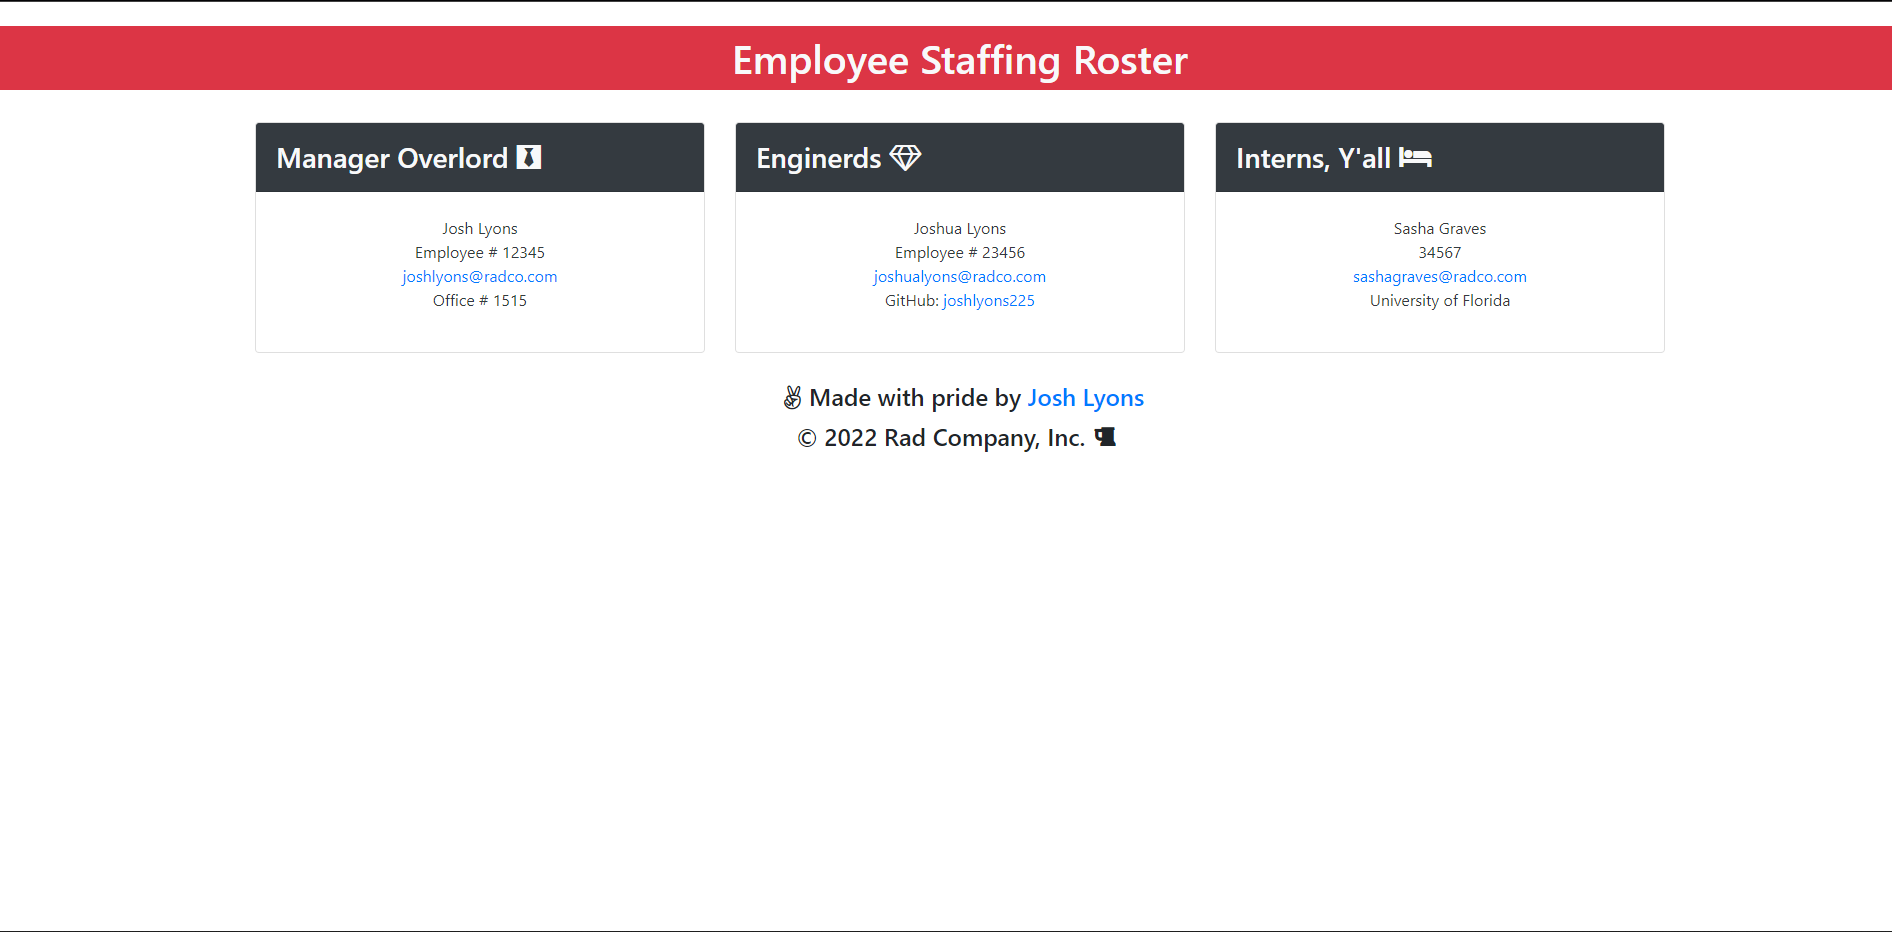 Employee Staffing Roster
Manager Overlord
Josh Lyons
Employee # 12345
joshlyons@radco.com
Office # 1515
Enginerds
Joshua Lyons
Employee # 23456
joshualyons@radco.com
GitHub: joshlyons225
Interns, Y'all
Sasha Graves
34567
sashagraves@radco.com
University of Florida
✌ Made with pride by Josh Lyons
© 2022 Rad Company, Inc.